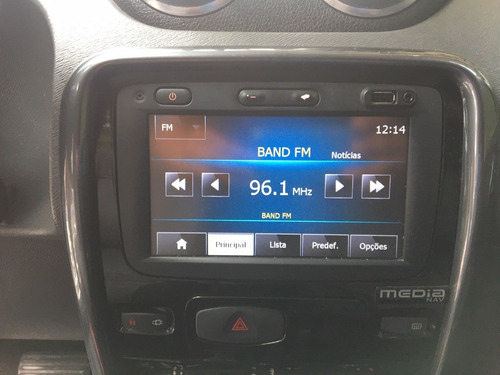 FM
12:14
BAND FM Notícias
96.1 MHz
BAND FM
Principal Lista Predef. Opções
MEDIA
NAV